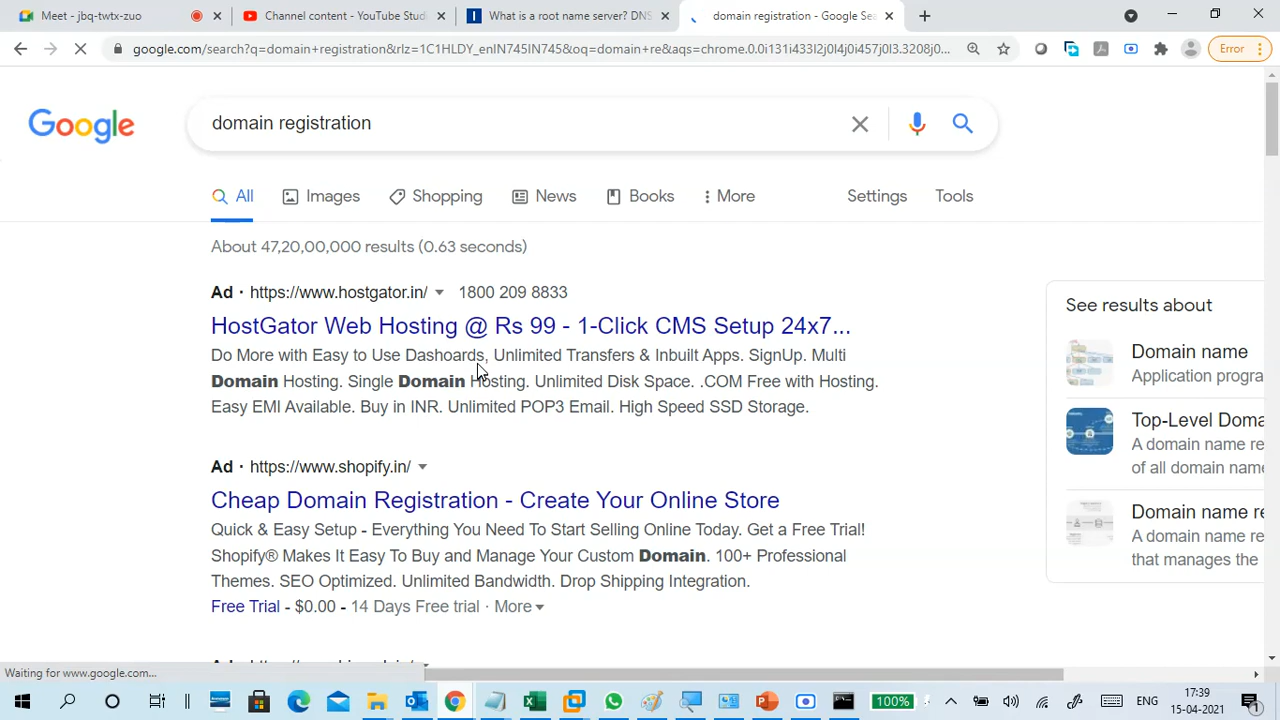 Meet - jbq-twtx-zuo
Channel content - YouTube Studi
What is a root name server? DNS
domain registration - Google Sea
google.com/search?q=domain+registration&rlz=1C1HLDY_enIN745IN745&oq=domain+re&aqs=chrome.0.0i131i433l2j0l4j0i457j0l3.3208j0...
Error
Google
domain registration
All
Images
Shopping
News
Books
More
Settings
Tools
About 47,20,00,000 results (0.63 seconds)
Ad · https://www.hostgator.in/ 1800 209 8833
HostGator Web Hosting @ Rs 99 - 1-Click CMS Setup 24x7...
Do More with Easy to Use Dashoards, Unlimited Transfers & Inbuilt Apps. SignUp. Multi
Domain Hosting. Single Domain Hosting. Unlimited Disk Space. .COM Free with Hosting.
Easy EMI Available. Buy in INR. Unlimited POP3 Email. High Speed SSD Storage.
Ad · https://www.shopify.in/
Cheap Domain Registration - Create Your Online Store
Quick & Easy Setup - Everything You Need To Start Selling Online Today. Get a Free Trial!
Shopify® Makes It Easy To Buy and Manage Your Custom Domain. 100+ Professional
Themes. SEO Optimized. Unlimited Bandwidth. Drop Shipping Integration.
Free Trial - $0.00 - 14 Days Free trial · More
See results about
Domain name
Application progra
Top-Level Doma
A domain name re
of all domain name
Domain name re
A domain name re
that manages the
Waiting for www.google.com...
100%
ENG
17:39
15-04-2021